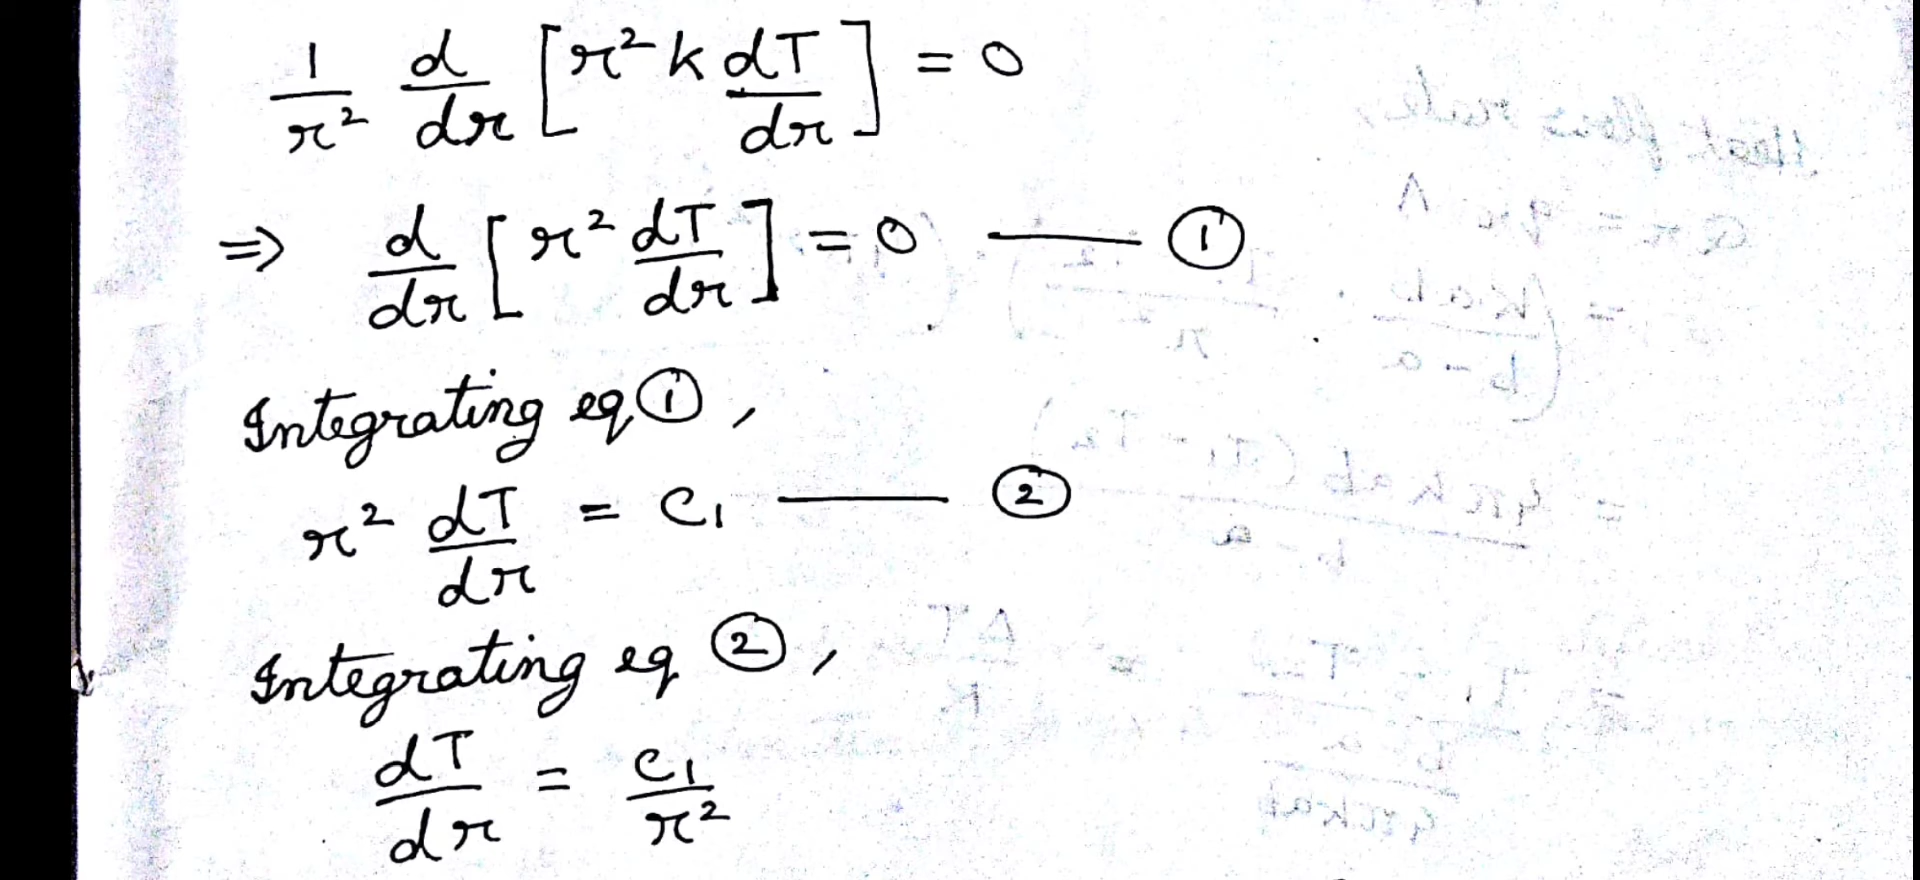 1/r² d/dr [r² k dT/dr] = 0
⇒ d/dr [r² dT/dr] = 0 —— ①
Integrating eq ①,
r² dT/dr = C₁ —— ②
Integrating eq ②,
dT/dr = C₁/r²